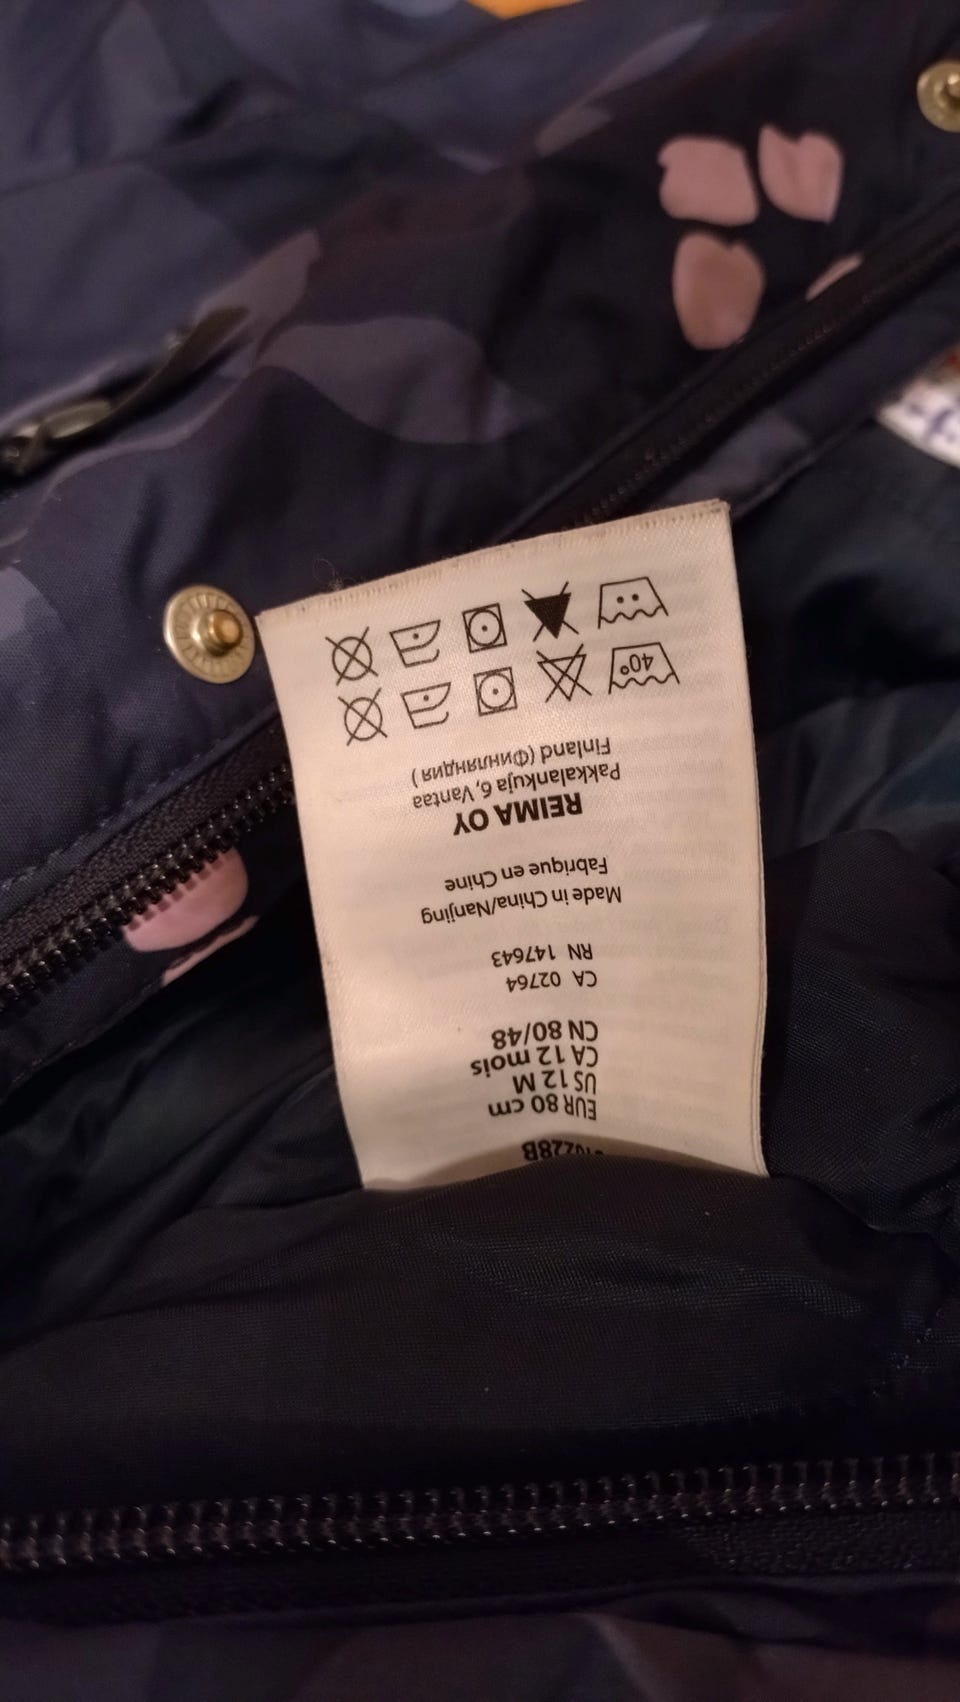 228B
EUR 80 cm
US 12 M
CA 12 mois
CN 80/48
CA 02764
RN 147643
Made in China/Nanjing
Fabrique en Chine
REIMA OY
Pakkalankuja 6, Vantaa
Finland (Финляндия)
40°